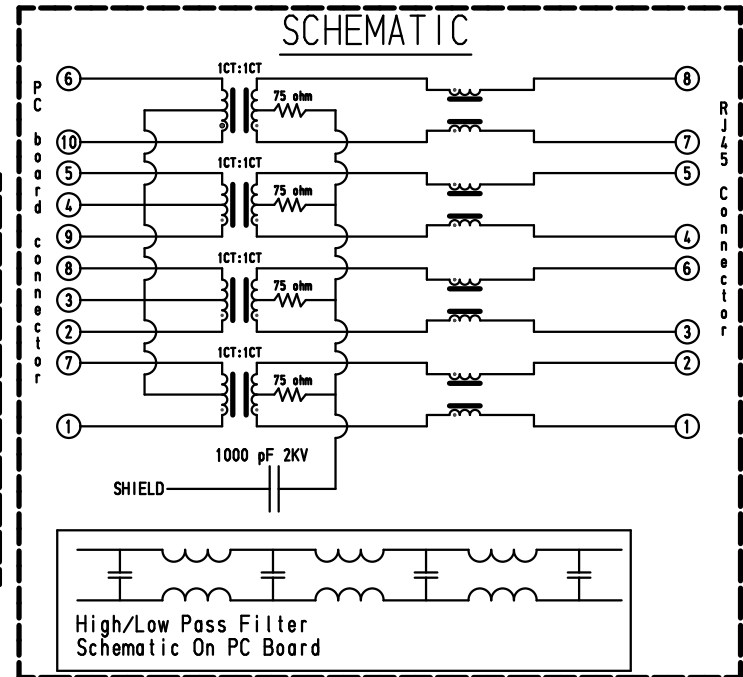 SCHEMATIC
PC board connector
RJ45 Connector
1CT:1CT
6
8
75 ohm
10
7
1CT:1CT
5
5
75 ohm
4
9
4
1CT:1CT
8
6
75 ohm
3
2
3
1CT:1CT
7
2
75 ohm
1
1
1000 pF 2KV
SHIELD
High/Low Pass Filter
Schematic On PC Board